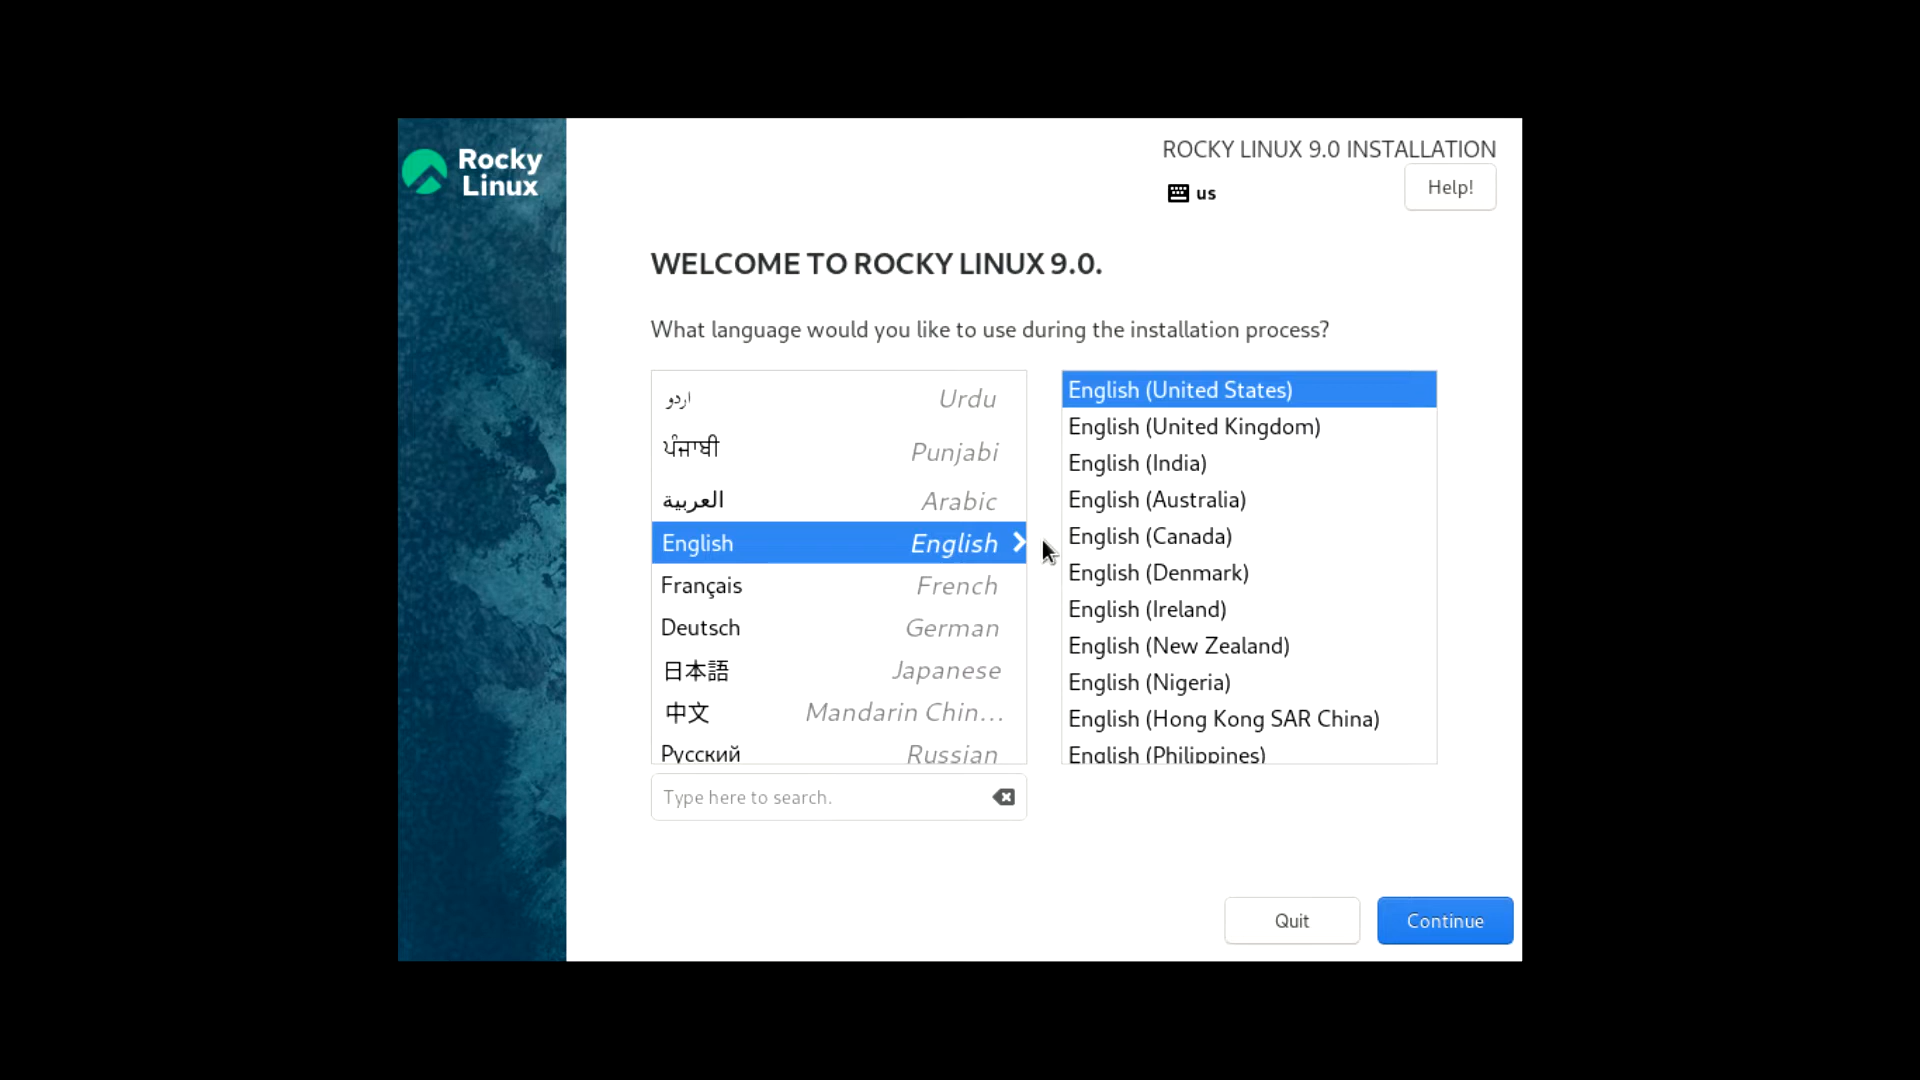 Rocky
Linux
ROCKY LINUX 9.0 INSTALLATION
us
Help!
WELCOME TO ROCKY LINUX 9.0.
What language would you like to use during the installation process?
اردو Urdu
ਪੰਜਾਬੀ Punjabi
العربية Arabic
English English
Français French
Deutsch German
日本語 Japanese
中文 Mandarin Chin...
Русский Russian
Type here to search.
English (United States)
English (United Kingdom)
English (India)
English (Australia)
English (Canada)
English (Denmark)
English (Ireland)
English (New Zealand)
English (Nigeria)
English (Hong Kong SAR China)
English (Philippines)
Quit
Continue